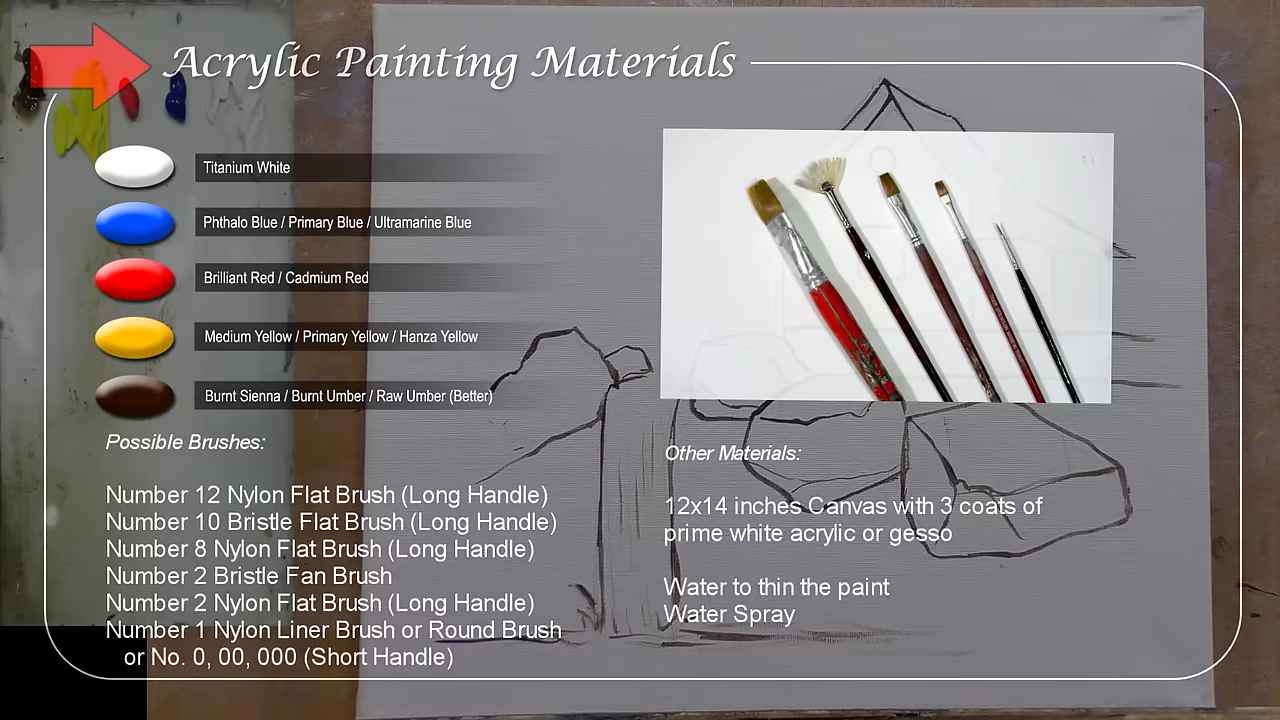 Acrylic Painting Materials
Titanium White
Phthalo Blue / Primary Blue / Ultramarine Blue
Brilliant Red / Cadmium Red
Medium Yellow / Primary Yellow / Hanza Yellow
Burnt Sienna / Burnt Umber / Raw Umber (Better)
Possible Brushes:
Number 12 Nylon Flat Brush (Long Handle)
Number 10 Bristle Flat Brush (Long Handle)
Number 8 Nylon Flat Brush (Long Handle)
Number 2 Bristle Fan Brush
Number 2 Nylon Flat Brush (Long Handle)
Number 1 Nylon Liner Brush or Round Brush
or No. 0, 00, 000 (Short Handle)
Other Materials:
12x14 inches Canvas with 3 coats of
prime white acrylic or gesso
Water to thin the paint
Water Spray